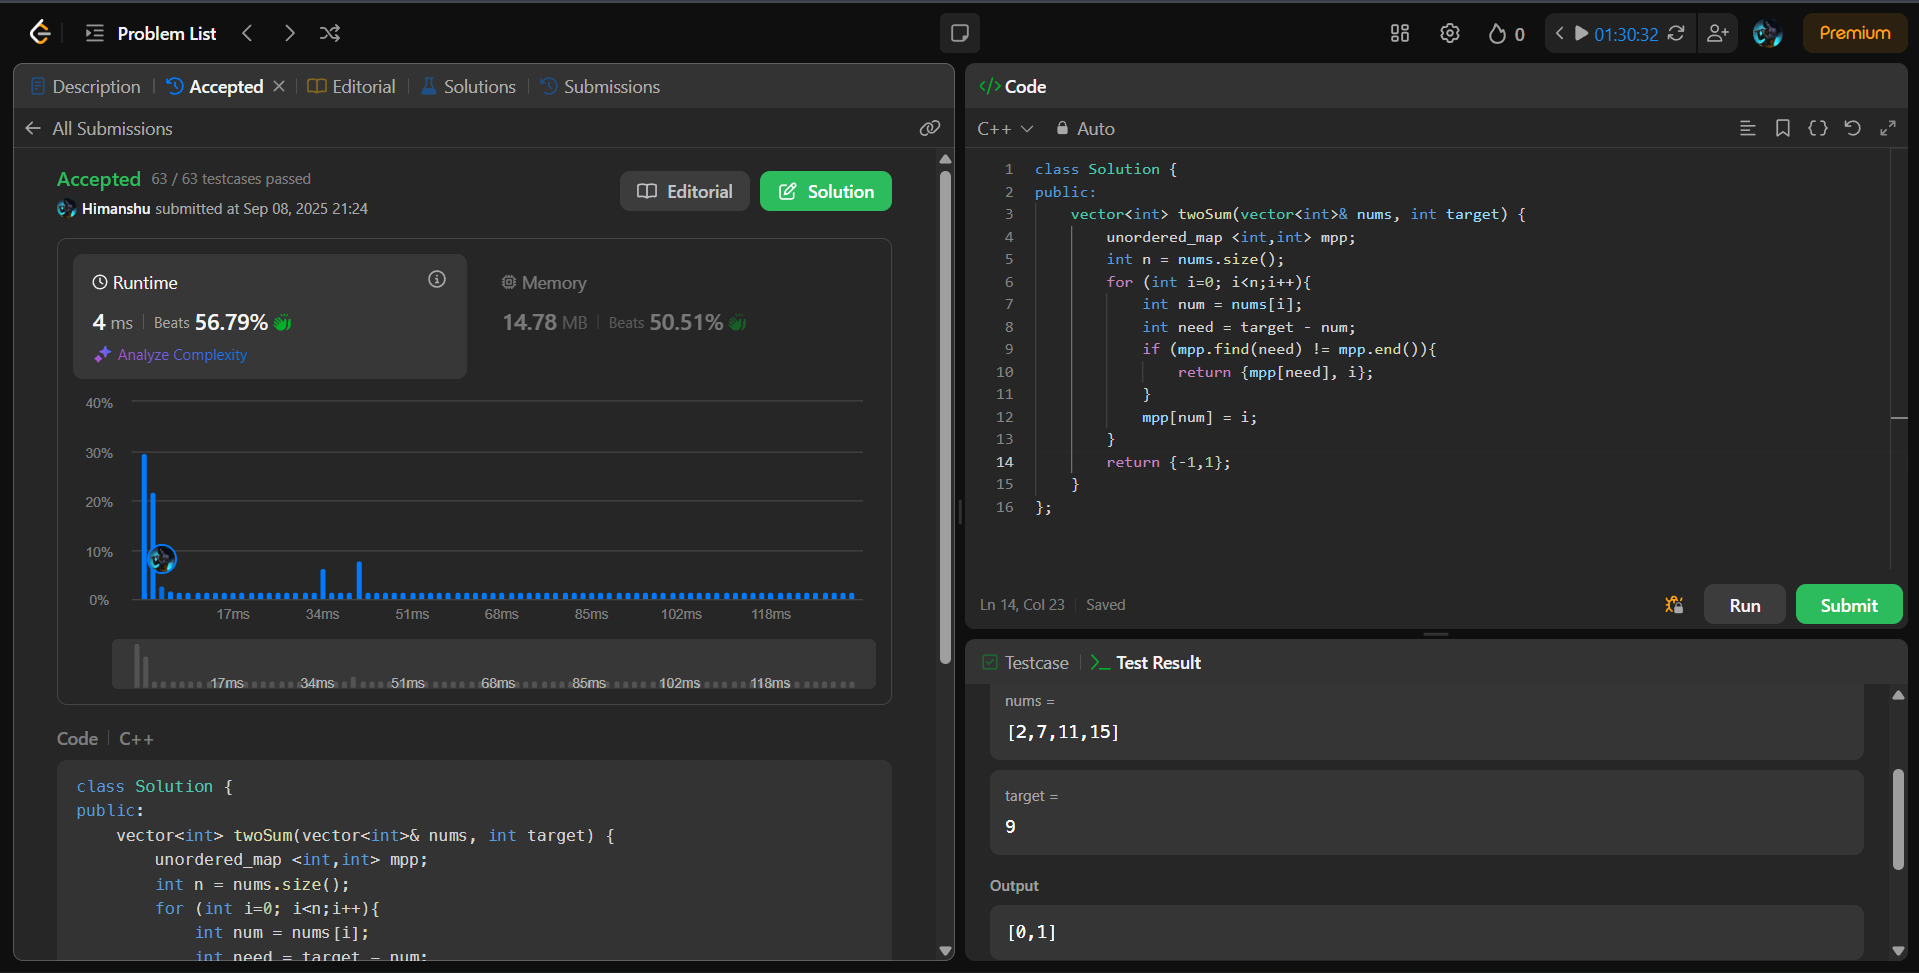 Problem List
0
01:30:32
Premium
Description
Accepted
Editorial
Solutions
Submissions
All Submissions
Accepted 63 / 63 testcases passed
Himanshu submitted at Sep 08, 2025 21:24
Editorial
Solution
Runtime
4 ms
Beats 56.79%
Analyze Complexity
Memory
14.78 MB
Beats 50.51%
40%
30%
20%
10%
0%
17ms 34ms 51ms 68ms 85ms 102ms 118ms
17ms 34ms 51ms 68ms 85ms 102ms 118ms
Code C++
class Solution {
public:
    vector<int> twoSum(vector<int>& nums, int target) {
        unordered_map <int,int> mpp;
        int n = nums.size();
        for (int i=0; i<n;i++){
            int num = nums[i];
            int need = target - num;
</> Code
C++
Auto
1 class Solution {
2 public:
3     vector<int> twoSum(vector<int>& nums, int target) {
4         unordered_map <int,int> mpp;
5         int n = nums.size();
6         for (int i=0; i<n;i++){
7             int num = nums[i];
8             int need = target - num;
9             if (mpp.find(need) != mpp.end()){
10                 return {mpp[need], i};
11             }
12             mpp[num] = i;
13         }
14         return {-1,1};
15     }
16 };
Ln 14, Col 23
Saved
Run
Submit
Testcase
Test Result
nums =
[2,7,11,15]
target =
9
Output
[0,1]